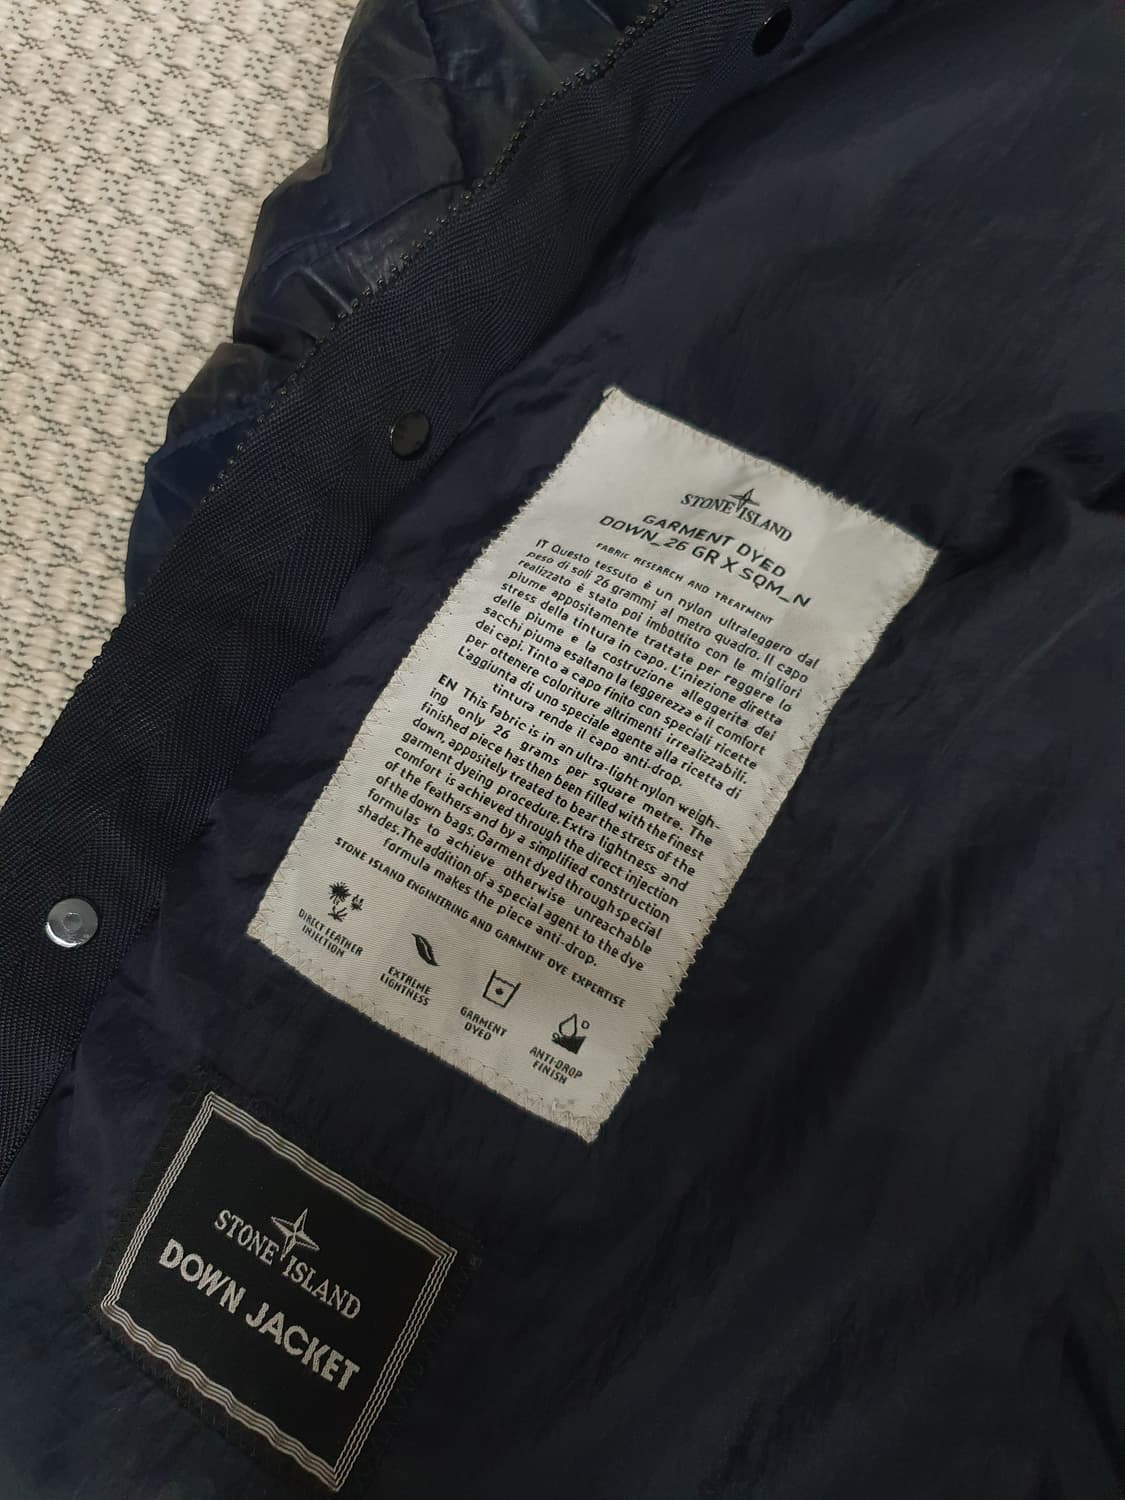 STONE ISLAND
GARMENT DYED
DOWN_26 GR X SQM_N
FABRIC RESEARCH AND TREATMENT
IT Questo tessuto è un nylon ultraleggero dal
peso di soli 26 grammi al metro quadro. Il capo
realizzato è stato poi imbottito con le migliori
piume appositamente trattate per reggere lo
stress della tintura in capo. L'iniezione diretta
delle piume e la costruzione alleggerita dei
sacchi piuma esaltano la leggerezza e il comfort
dei capi. Tinto a capo finito con speciali ricette
per ottenere coloriture altrimenti irrealizzabili.
L'aggiunta di uno speciale agente alla ricetta di
tintura rende il capo anti-drop.
EN This fabric is in an ultra-light nylon weigh-
ing only 26 grams per square metre. The
finished piece has then been filled with the finest
down, appositely treated to bear the stress of the
garment dyeing procedure. Extra lightness and
comfort is achieved through the direct injection
of the feathers and by a simplified construction
of the down bags. Garment dyed through special
formulas to achieve otherwise unreachable
shades. The addition of a special agent to the dye
formula makes the piece anti-drop.
STONE ISLAND ENGINEERING AND GARMENT DYE EXPERTISE
DIRECT FEATHER
INJECTION
EXTREME
LIGHTNESS
GARMENT
DYED
ANTI-DROP
FINISH
STONE ISLAND
DOWN JACKET